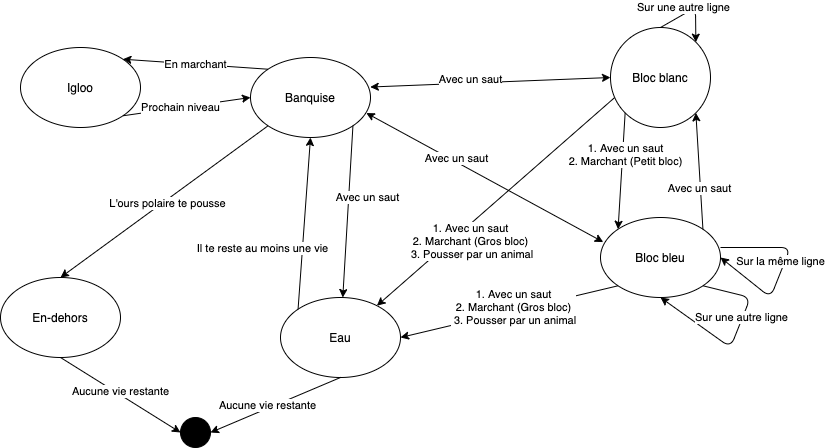 Sur une autre ligne
En marchant
Igloo
Banquise
Avec un saut
Bloc blanc
Prochain niveau
1. Avec un saut
2. Marchant (Petit bloc)
Avec un saut
Avec un saut
Avec un saut
L'ours polaire te pousse
1. Avec un saut
2. Marchant (Gros bloc)
3. Pousser par un animal
Il te reste au moins une vie
Bloc bleu
Sur la même ligne
1. Avec un saut
2. Marchant (Gros bloc)
3. Pousser par un animal
En-dehors
Eau
Sur une autre ligne
Aucune vie restante
Aucune vie restante